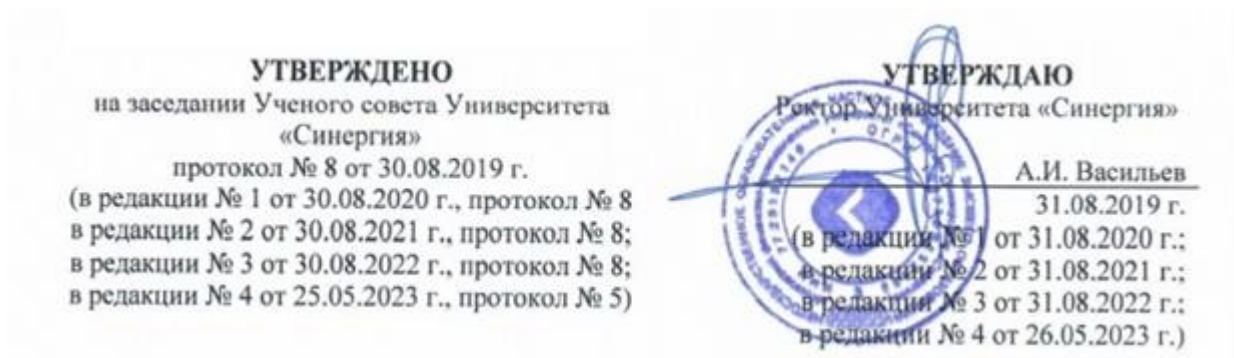 УТВЕРЖДЕНО
на заседании Ученого совета Университета
«Синергия»
протокол № 8 от 30.08.2019 г.
(в редакции № 1 от 30.08.2020 г., протокол № 8
в редакции № 2 от 30.08.2021 г., протокол № 8;
в редакции № 3 от 30.08.2022 г., протокол № 8;
в редакции № 4 от 25.05.2023 г., протокол № 5)
УТВЕРЖДАЮ
Ректор Университета «Синергия»
А.И. Васильев
31.08.2019 г.
(в редакции № 1 от 31.08.2020 г.;
в редакции № 2 от 31.08.2021 г.;
в редакции № 3 от 31.08.2022 г.;
в редакции № 4 от 26.05.2023 г.)